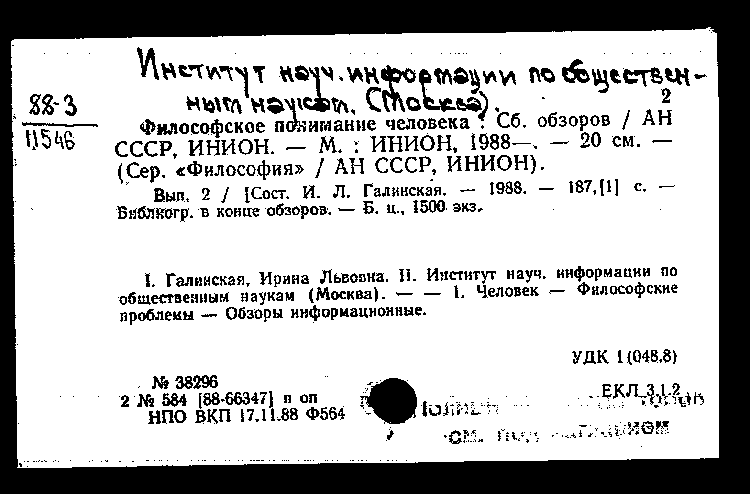 Институт науч. информации по обществен-
ным наукам. (Москва).
88-3
11546
2
Философское понимание человека : Сб. обзоров / АН
СССР, ИНИОН. — М. : ИНИОН, 1988—. — 20 см. —
(Сер. «Философия» / АН СССР, ИНИОН).
Вып. 2 / [Сост. И. Л. Галинская. — 1988. — 187,[1] с. —
Библиогр. в конце обзоров. — Б. ц., 1500 экз.
I. Галинская, Ирина Львовна. II. Институт науч. информации по
общественным наукам (Москва). — — 1. Человек — Философские
проблемы — Обзоры информационные.
УДК 1(048.8)
№ 38296
2 № 584 [88-66347] п оп
ЕКЛ 3.1.2
НПО ВКП 17.11.88 Ф564
см. под